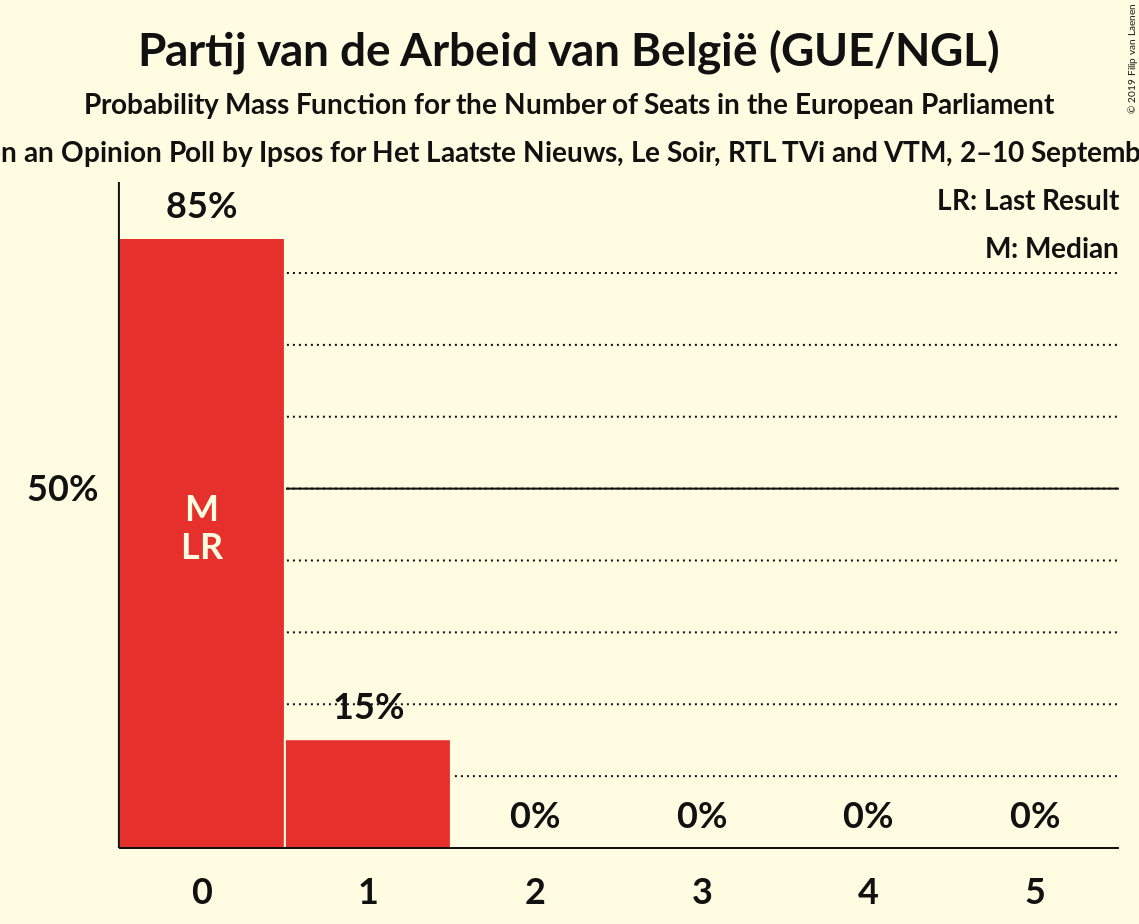 Partij van de Arbeid van België (GUE/NGL)
Probability Mass Function for the Number of Seats in the European Parliament
an Opinion Poll by Ipsos for Het Laatste Nieuws, Le Soir, RTL TVi and VTM, 2–10
© 2019 Filip van Laenen
LR: Last Result
M: Median
85%
50%
M
LR
15%
0% 0% 0% 0%
0 1 2 3 4 5